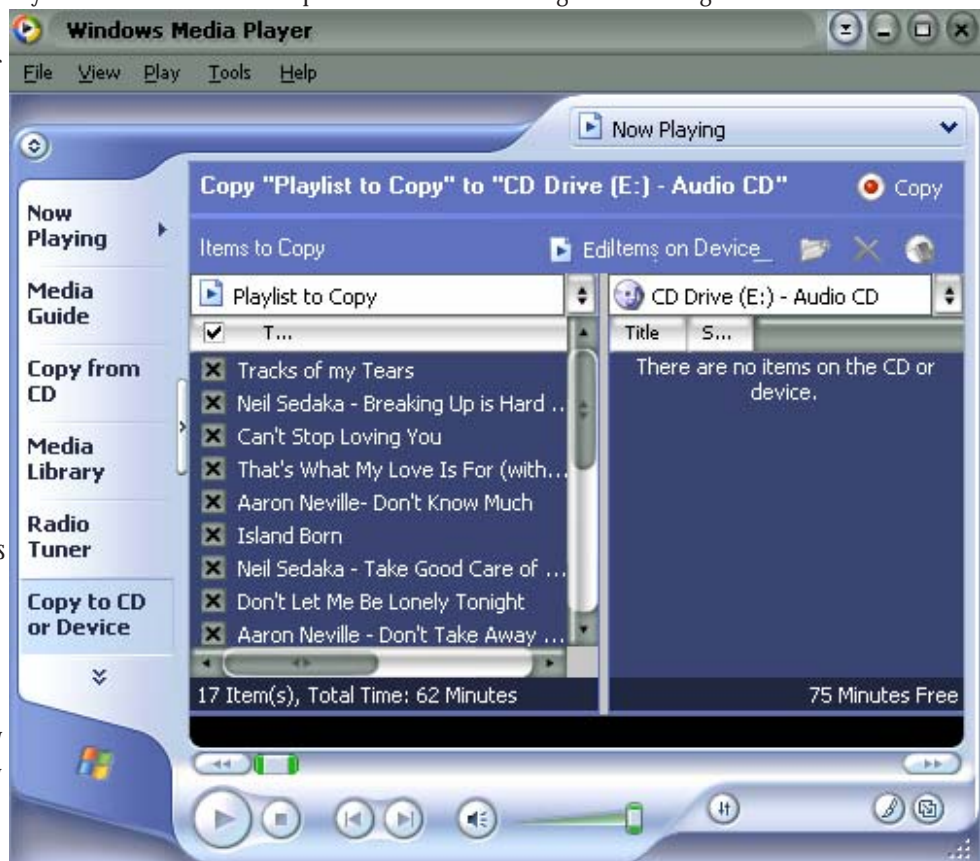 Windows Media Player
File View Play Tools Help
Now Playing
Copy "Playlist to Copy" to "CD Drive (E:) - Audio CD"
Copy
Items to Copy
EdiItems on Device
Playlist to Copy
CD Drive (E:) - Audio CD
T...
Title S...
Tracks of my Tears
Neil Sedaka - Breaking Up is Hard ...
Can't Stop Loving You
That's What My Love Is For (with...
Aaron Neville- Don't Know Much
Island Born
Neil Sedaka - Take Good Care of ...
Don't Let Me Be Lonely Tonight
Aaron Neville - Don't Take Away ...
There are no items on the CD or
device.
17 Item(s), Total Time: 62 Minutes
75 Minutes Free
Now
Playing
Media
Guide
Copy from
CD
Media
Library
Radio
Tuner
Copy to CD
or Device